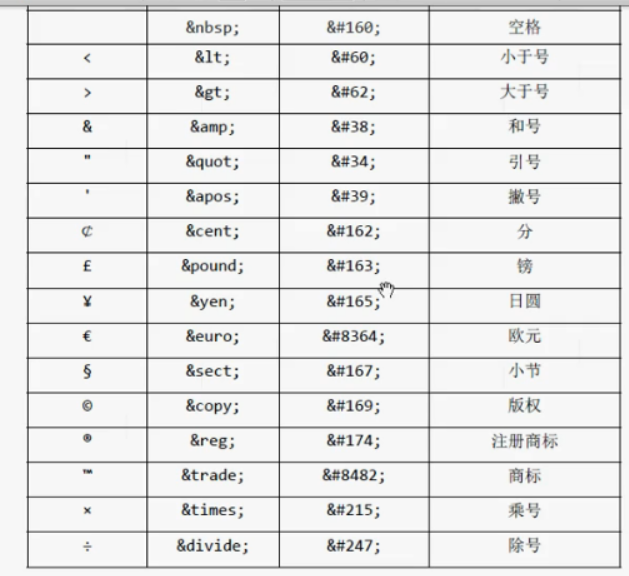 &nbsp; &#160; 空格
< &lt; &#60; 小于号
> &gt; &#62; 大于号
& &amp; &#38; 和号
" &quot; &#34; 引号
' &apos; &#39; 撇号
¢ &cent; &#162; 分
£ &pound; &#163; 镑
¥ &yen; &#165; 日圆
€ &euro; &#8364; 欧元
§ &sect; &#167; 小节
© &copy; &#169; 版权
® &reg; &#174; 注册商标
™ &trade; &#8482; 商标
× &times; &#215; 乘号
÷ &divide; &#247; 除号